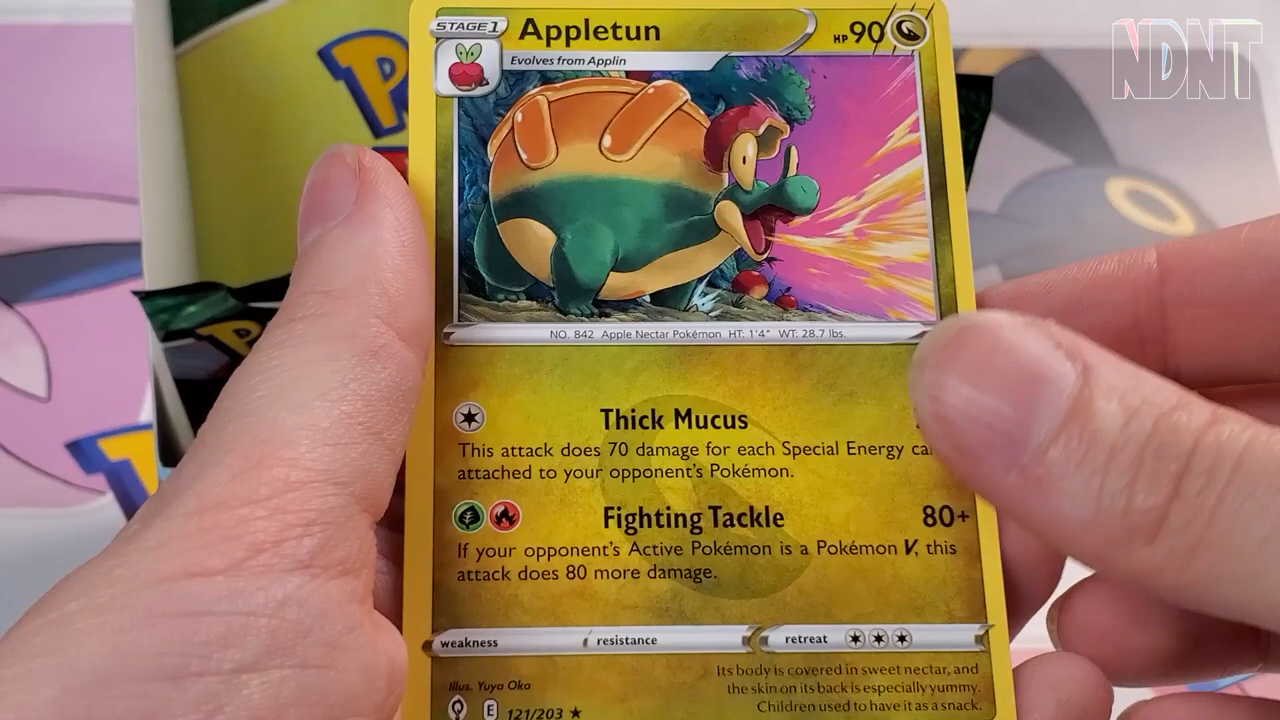 NDNT
STAGE 1
Appletun
HP 90
Evolves from Applin
NO. 842 Apple Nectar Pokémon HT: 1'4" WT: 28.7 lbs.
Thick Mucus
This attack does 70 damage for each Special Energy
attached to your opponent's Pokémon.
Fighting Tackle 80+
If your opponent's Active Pokémon is a Pokémon V, this
attack does 80 more damage.
weakness resistance retreat
Its body is covered in sweet nectar, and
the skin on its back is especially yummy.
Children used to have it as a snack.
Illus. Yuya Oka
E 121/203 ★